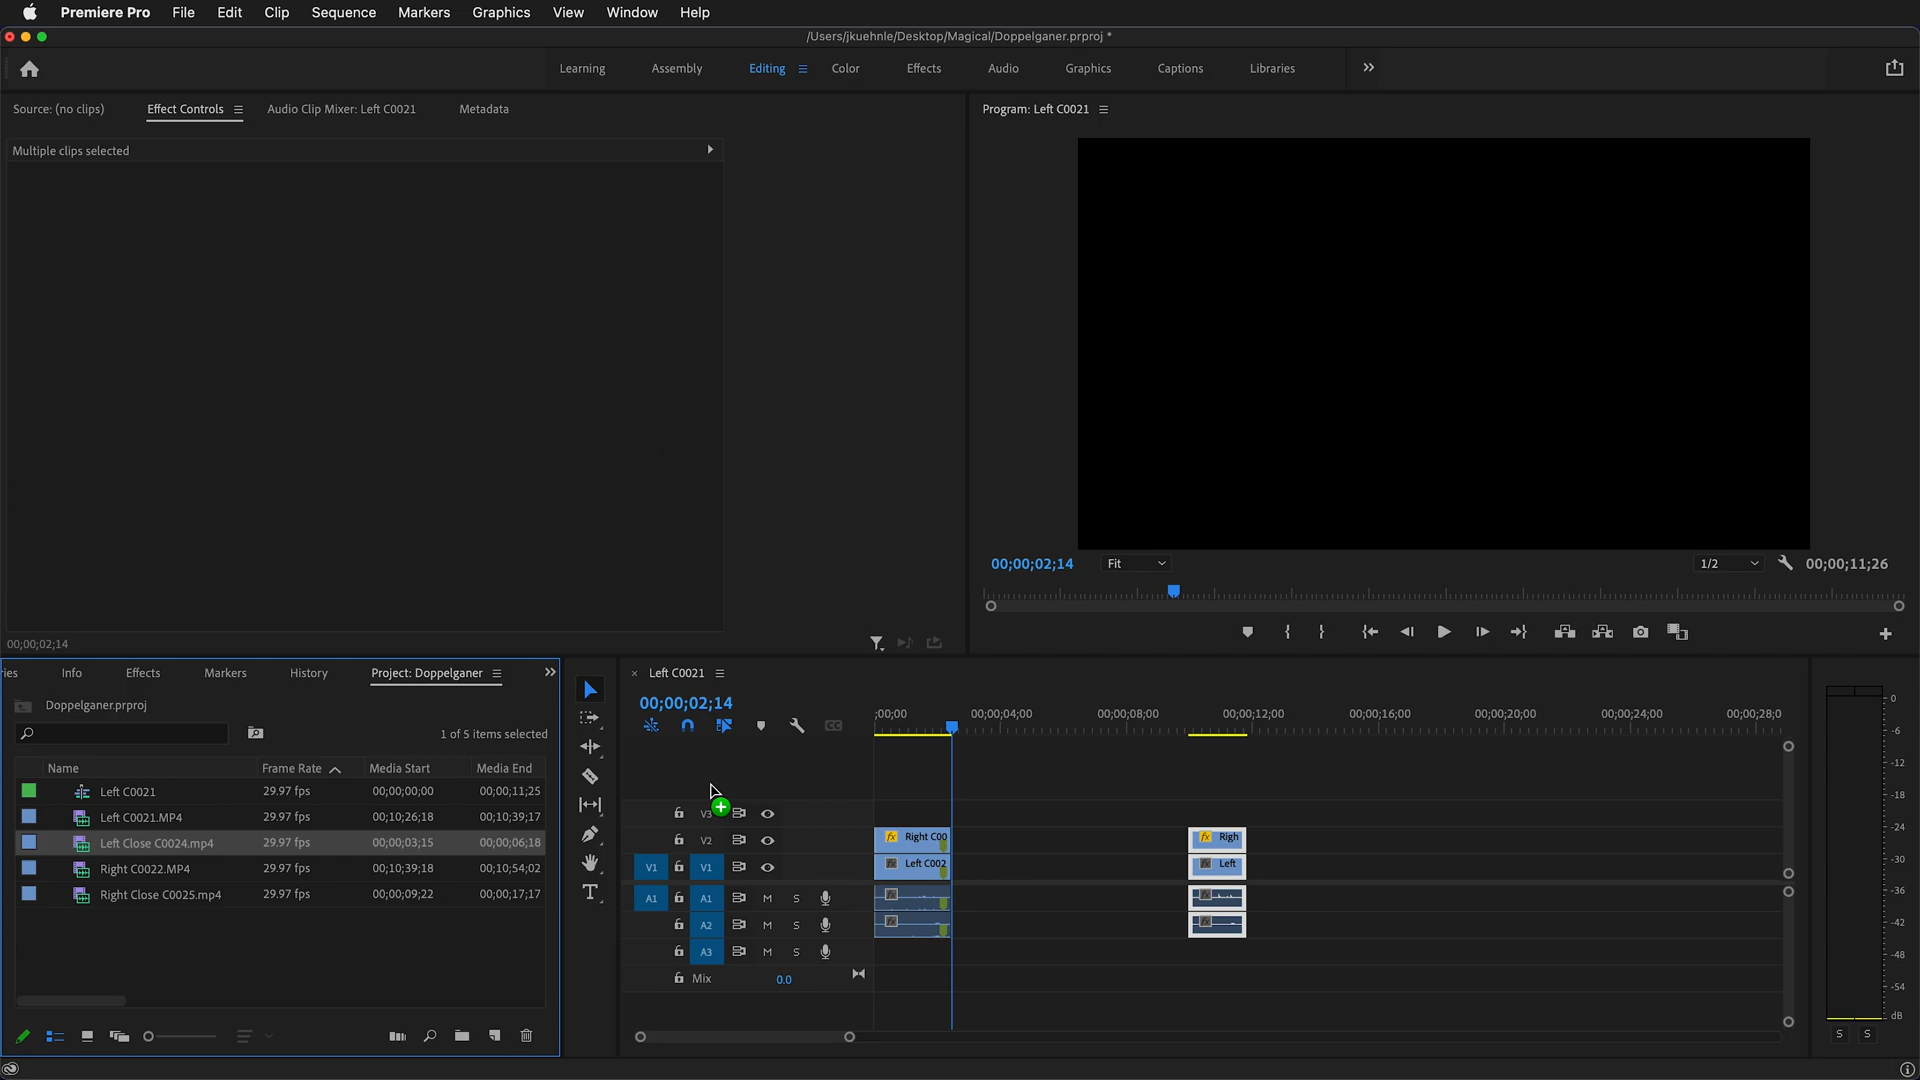 Premiere Pro File Edit Clip Sequence Markers Graphics View Window Help
/Users/jkuehnle/Desktop/Magical/Doppelganer.prproj *
Learning Assembly Editing Color Effects Audio Graphics Captions Libraries
Source: (no clips) Effect Controls Audio Clip Mixer: Left C0021 Metadata
Program: Left C0021
Multiple clips selected
00;00;02;14 Fit 1/2 00;00;11;26
00;00;02;14
ies Info Effects Markers History Project: Doppelganer
Left C0021
Doppelganer.prproj
00;00;02;14
1 of 5 items selected
;00;00 00;00;04;00 00;00;08;00 00;00;12;00 00;00;16;00 00;00;20;00 00;00;24;00 00;00;28;0
CC
Name Frame Rate Media Start Media End
Left C0021 29.97 fps 00;00;00;00 00;00;11;25
Left C0021.MP4 29.97 fps 00;10;26;18 00;10;39;17
Left Close C0024.mp4 29.97 fps 00;00;03;15 00;00;06;18
Right C0022.MP4 29.97 fps 00;10;39;18 00;10;54;02
Right Close C0025.mp4 29.97 fps 00;00;09;22 00;00;17;17
V3
V2 fx Right C00 fx Righ
V1 V1 fx Left C002 fx Left
A1 A1 M S fx fx
A2 M S fx fx
A3 M S
Mix 0.0
0
-6
-12
-18
-24
-30
-36
-42
-48
-54
dB
S S